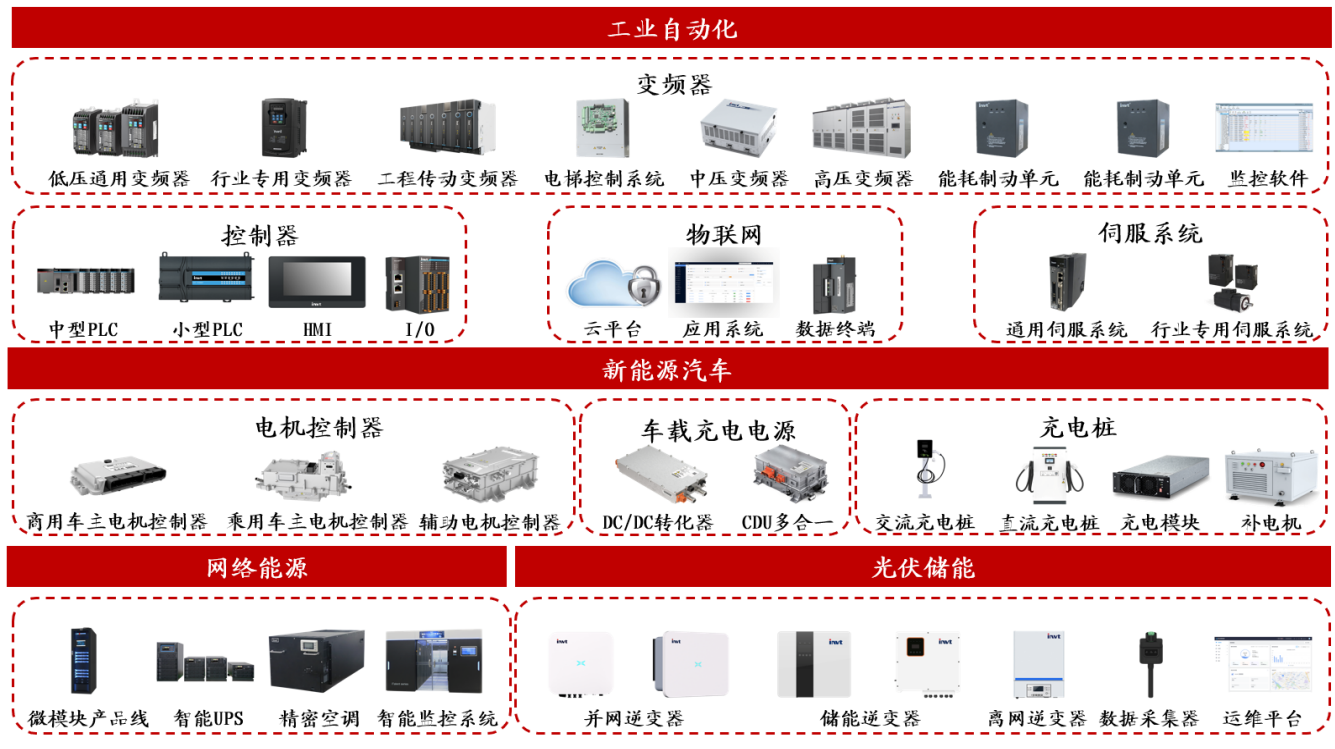 工业自动化
变频器
低压通用变频器 行业专用变频器 工程传动变频器 电梯控制系统 中压变频器 高压变频器 能耗制动单元 能耗制动单元 监控软件
控制器 物联网 伺服系统
中型PLC 小型PLC HMI I/O 云平台 应用系统 数据终端 通用伺服系统 行业专用伺服系统
新能源汽车
电机控制器 车载充电电源 充电桩
商用车主电机控制器 乘用车主电机控制器 辅助电机控制器 DC/DC转化器 CDU多合一 交流充电桩 直流充电桩 充电模块 补电机
网络能源 光伏储能
invt invt invt invt invt
微模块产品线 智能UPS 精密空调 智能监控系统 并网逆变器 储能逆变器 离网逆变器 数据采集器 运维平台